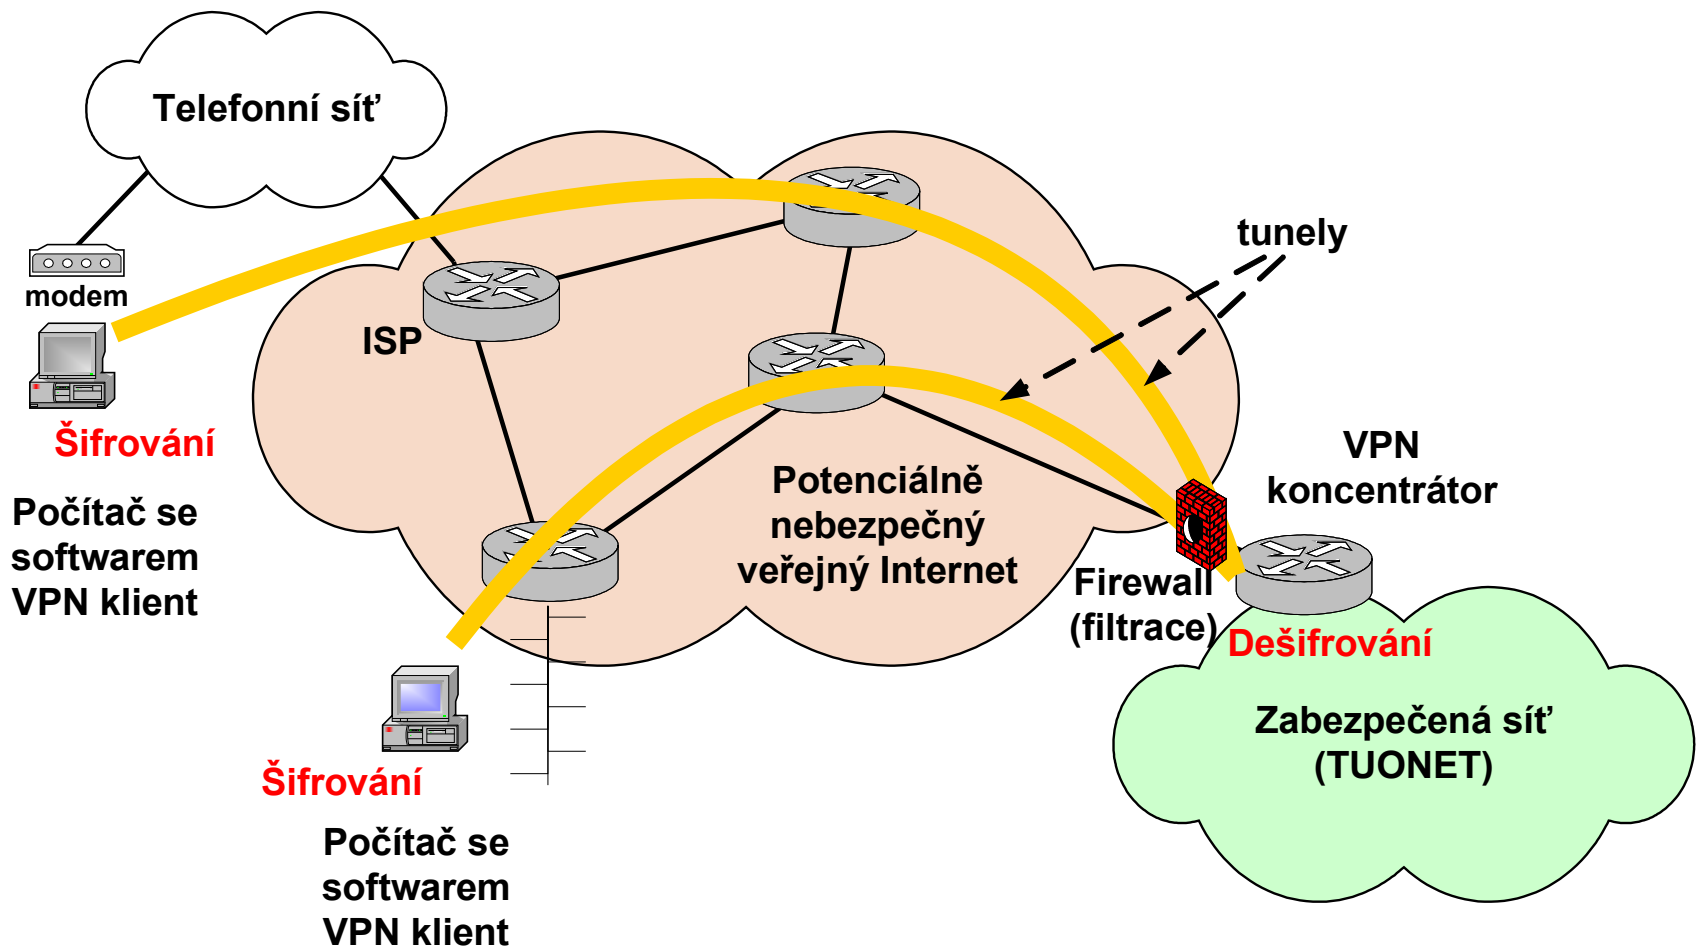 Telefonní síť
tunely
modem
ISP
Šifrování
VPN
koncentrátor
Počítač se
softwarem
VPN klient
Potenciálně
nebezpečný
veřejný Internet
Firewall
(filtrace)
Dešifrování
Zabezpečená síť
(TUONET)
Šifrování
Počítač se
softwarem
VPN klient